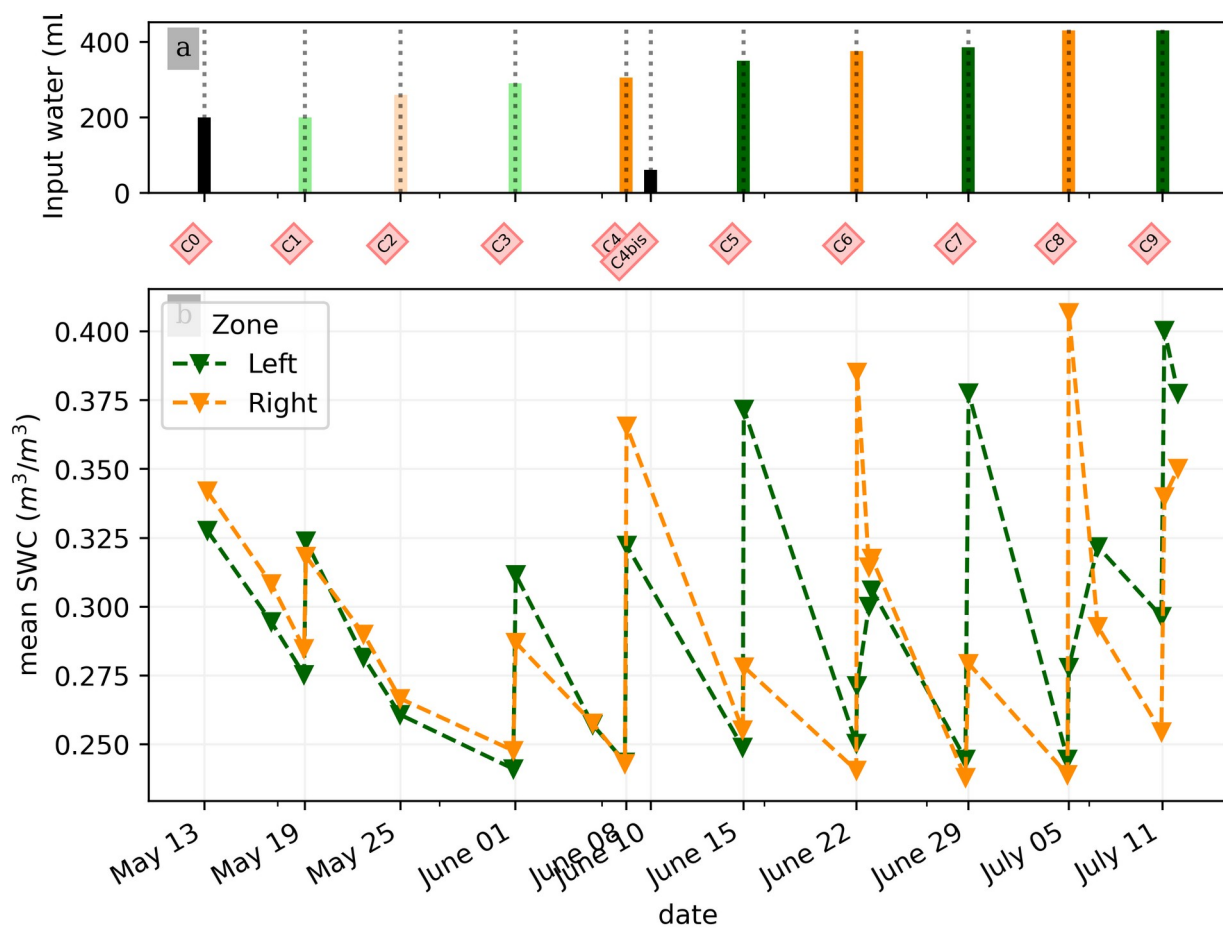 Input water (ml
400
200
0
a
C0
C1
C2
C3
C4
C4bis
C5
C6
C7
C8
C9
b
Zone
Left
Right
mean SWC (m³/m³)
0.400
0.375
0.350
0.325
0.300
0.275
0.250
May 13
May 19
May 25
June 01
June 08
June 10
June 15
June 22
June 29
July 05
July 11
date